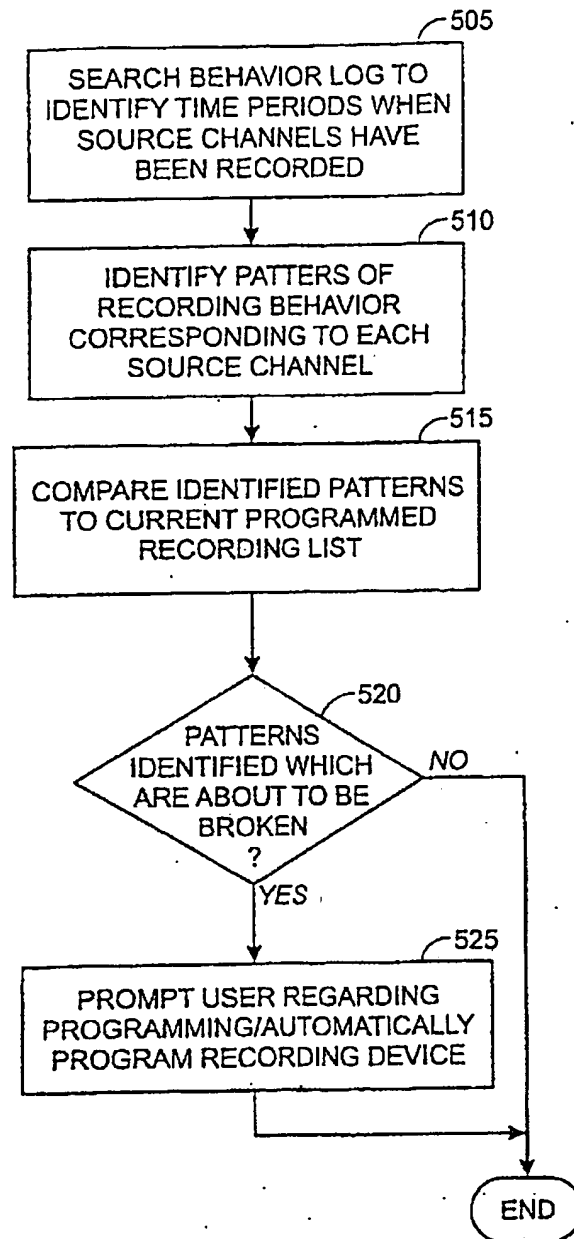 505
SEARCH BEHAVIOR LOG TO
IDENTIFY TIME PERIODS WHEN
SOURCE CHANNELS HAVE
BEEN RECORDED
510
IDENTIFY PATTERS OF
RECORDING BEHAVIOR
CORRESPONDING TO EACH
SOURCE CHANNEL
515
COMPARE IDENTIFIED PATTERNS
TO CURRENT PROGRAMMED
RECORDING LIST
520
PATTERNS
IDENTIFIED WHICH
ARE ABOUT TO BE
BROKEN
?
NO
YES
525
PROMPT USER REGARDING
PROGRAMMING/AUTOMATICALLY
PROGRAM RECORDING DEVICE
END